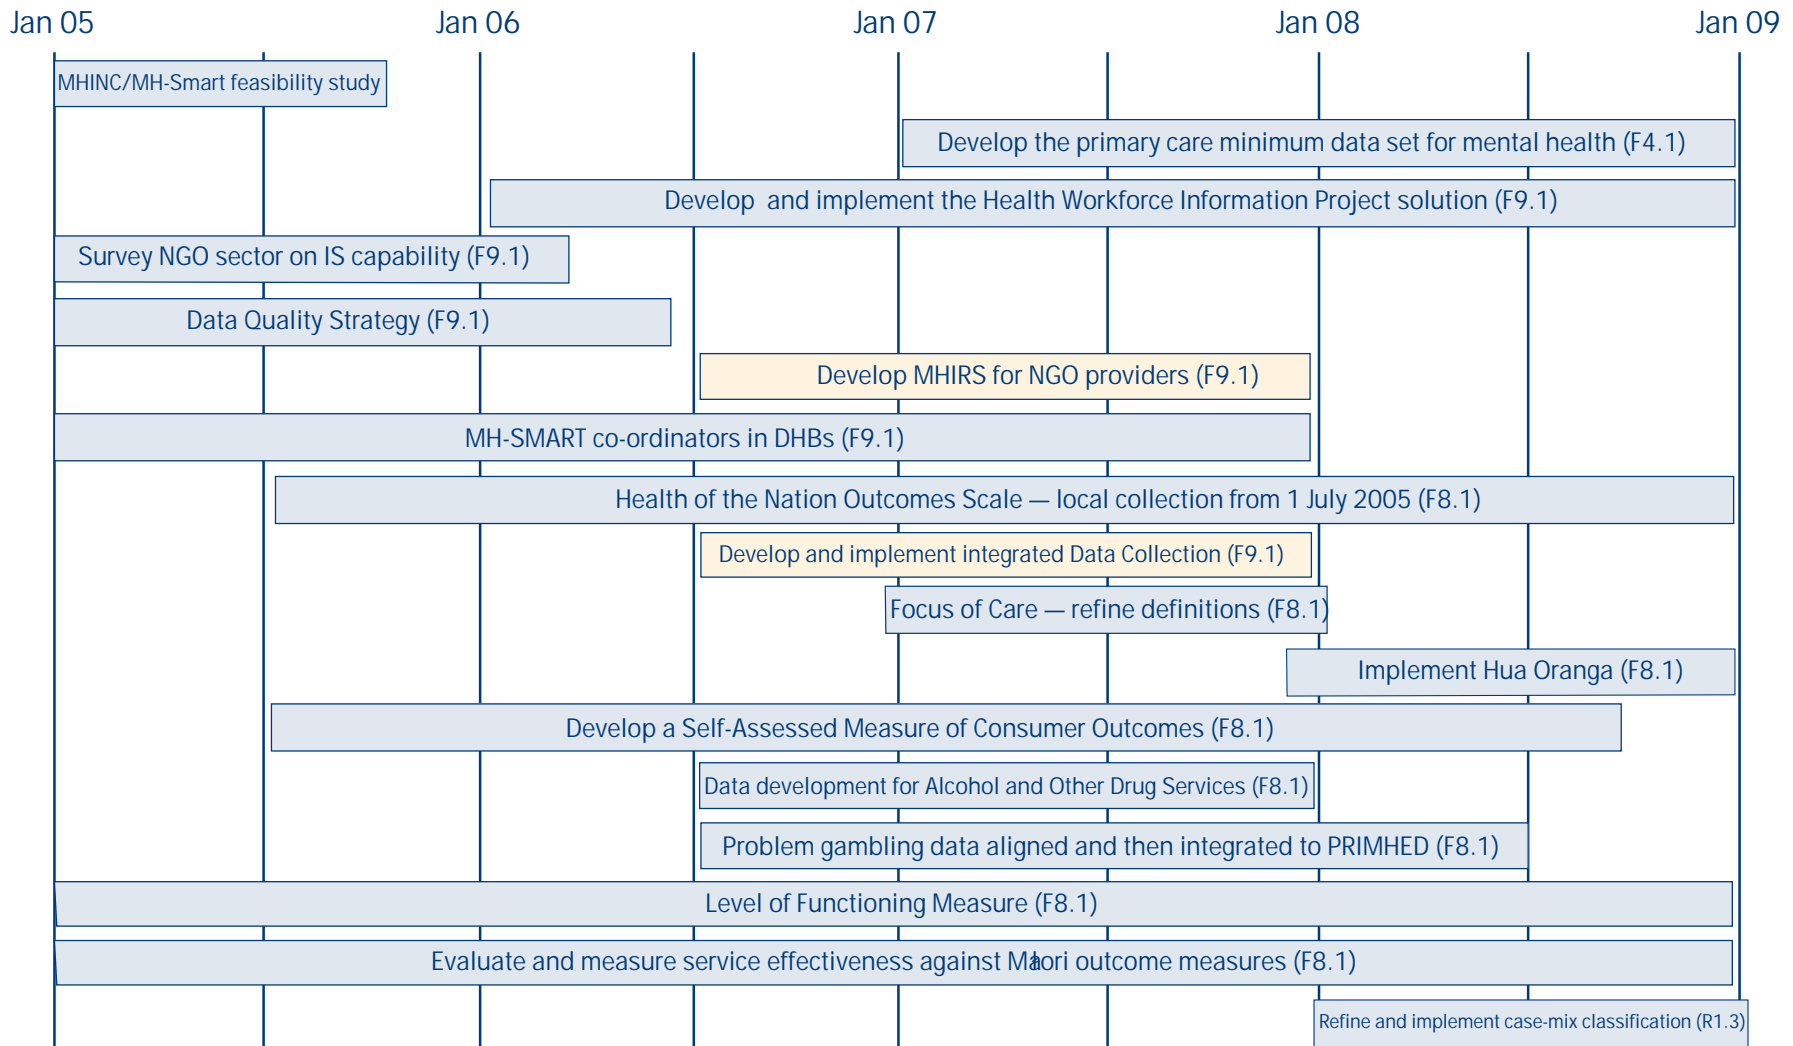 Jan 05 Jan 06 Jan 07 Jan 08 Jan 09
MHINC/MH-Smart feasibility study
Develop the primary care minimum data set for mental health (F4.1)
Develop and implement the Health Workforce Information Project solution (F9.1)
Survey NGO sector on IS capability (F9.1)
Data Quality Strategy (F9.1)
Develop MHIRS for NGO providers (F9.1)
MH-SMART co-ordinators in DHBs (F9.1)
Health of the Nation Outcomes Scale — local collection from 1 July 2005 (F8.1)
Develop and implement integrated Data Collection (F9.1)
Focus of Care — refine definitions (F8.1)
Implement Hua Oranga (F8.1)
Develop a Self-Assessed Measure of Consumer Outcomes (F8.1)
Data development for Alcohol and Other Drug Services (F8.1)
Problem gambling data aligned and then integrated to PRIMHED (F8.1)
Level of Functioning Measure (F8.1)
Evaluate and measure service effectiveness against Māori outcome measures (F8.1)
Refine and implement case-mix classification (R1.3)